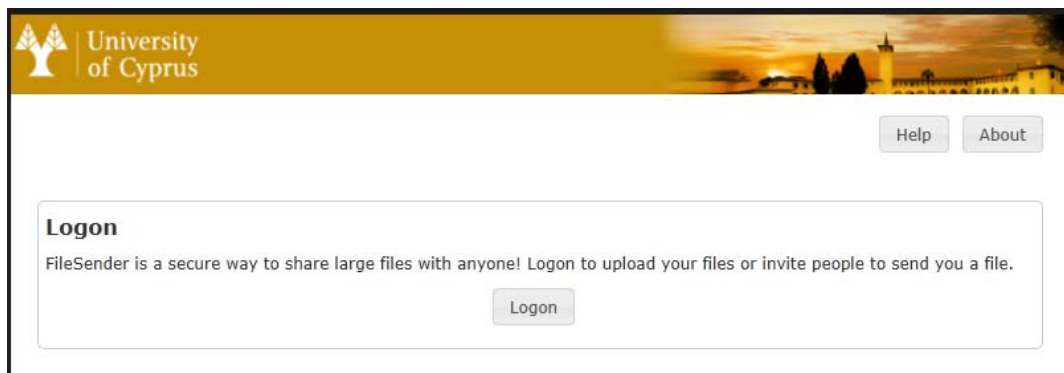 University
of Cyprus
Help
About
Logon
FileSender is a secure way to share large files with anyone! Logon to upload your files or invite people to send you a file.
Logon